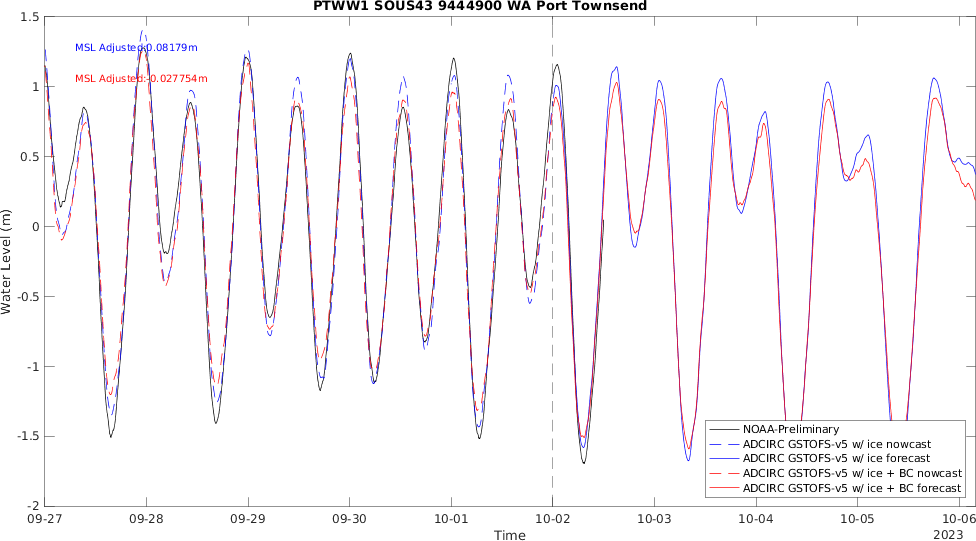 PTWW1 SOUS43 9444900 WA Port Townsend
MSL Adjusted:0.08179m
MSL Adjusted:-0.027754m
Water Level (m)
1.5
1
0.5
0
-0.5
-1
-1.5
-2
NOAA-Preliminary
ADCIRC GSTOFS-v5 w/ ice nowcast
ADCIRC GSTOFS-v5 w/ ice forecast
ADCIRC GSTOFS-v5 w/ ice + BC nowcast
ADCIRC GSTOFS-v5 w/ ice + BC forecast
09-27 09-28 09-29 09-30 10-01 10-02 10-03 10-04 10-05 10-06
2023
Time